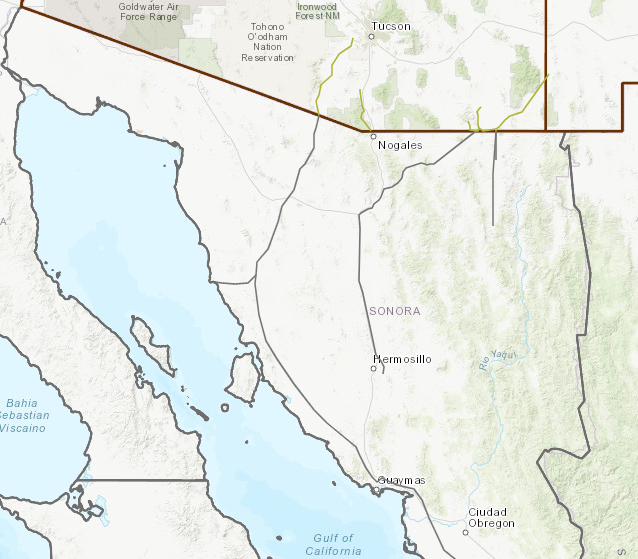 Goldwater Air
Force Range
Ironwood
Forest NM
Tohono
O'odham
Nation
Reservation
Tucson
Nogales
A
SONORA
Hermosillo
Rio Yaqui
Bahia
Sebastian
Viscaino
Guaymas
Ciudad
Obregon
Gulf of
California
S